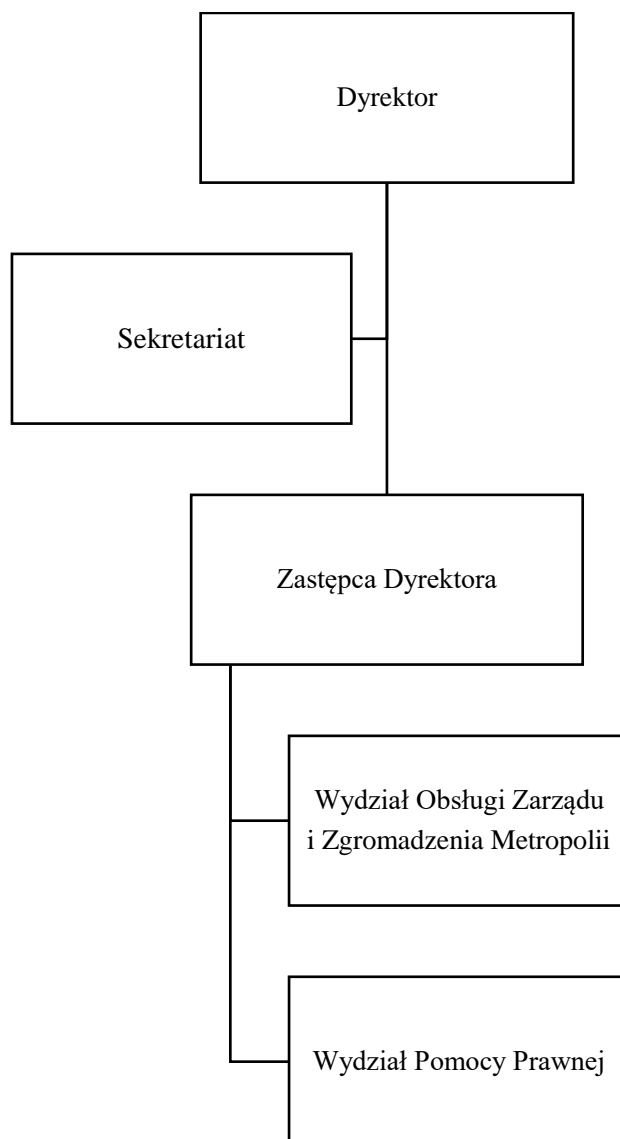 Dyrektor
Sekretariat
Zastępca Dyrektora
Wydział Obsługi Zarządu
i Zgromadzenia Metropolii
Wydział Pomocy Prawnej